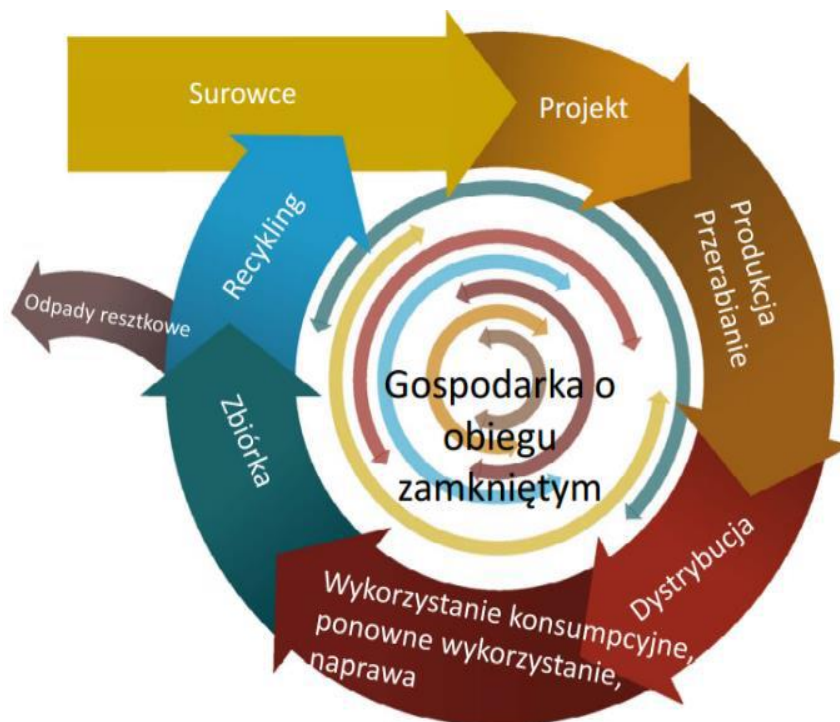 Surowce
Projekt
Produkcja
Przerabianie
Dystrybucja
Wykorzystanie konsumpcyjne,
ponowne wykorzystanie,
naprawa
Zbiórka
Recykling
Odpady resztkowe
Gospodarka o
obiegu
zamkniętym